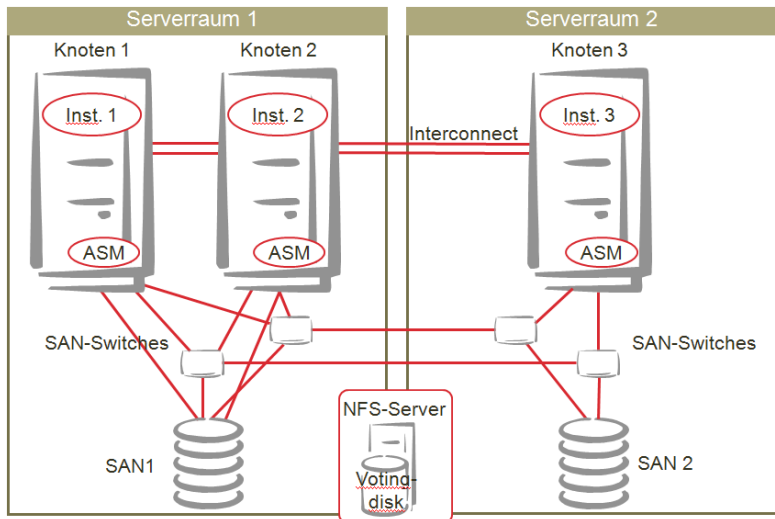 Serverraum 1
Serverraum 2
Knoten 1
Knoten 2
Knoten 3
Inst. 1
Inst. 2
Inst. 3
Interconnect
ASM
ASM
ASM
SAN-Switches
SAN-Switches
NFS-Server
SAN1
Voting-
disk
SAN 2